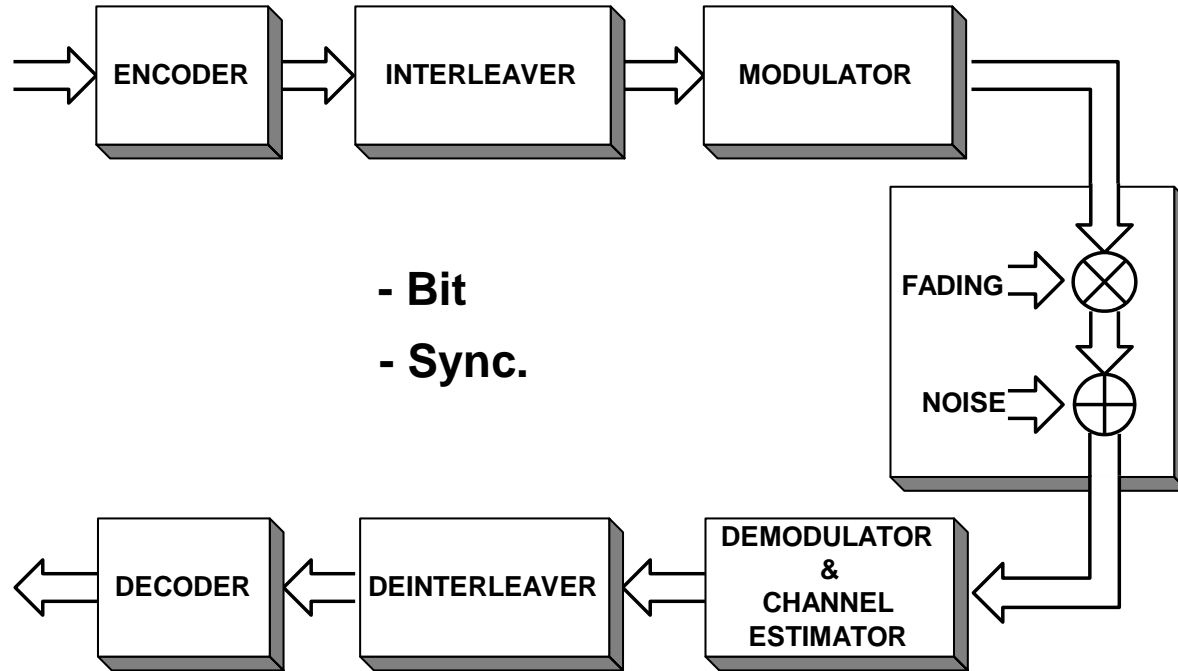 ENCODER
INTERLEAVER
MODULATOR
- Bit
- Sync.
FADING
NOISE
DECODER
DEINTERLEAVER
DEMODULATOR
&
CHANNEL
ESTIMATOR